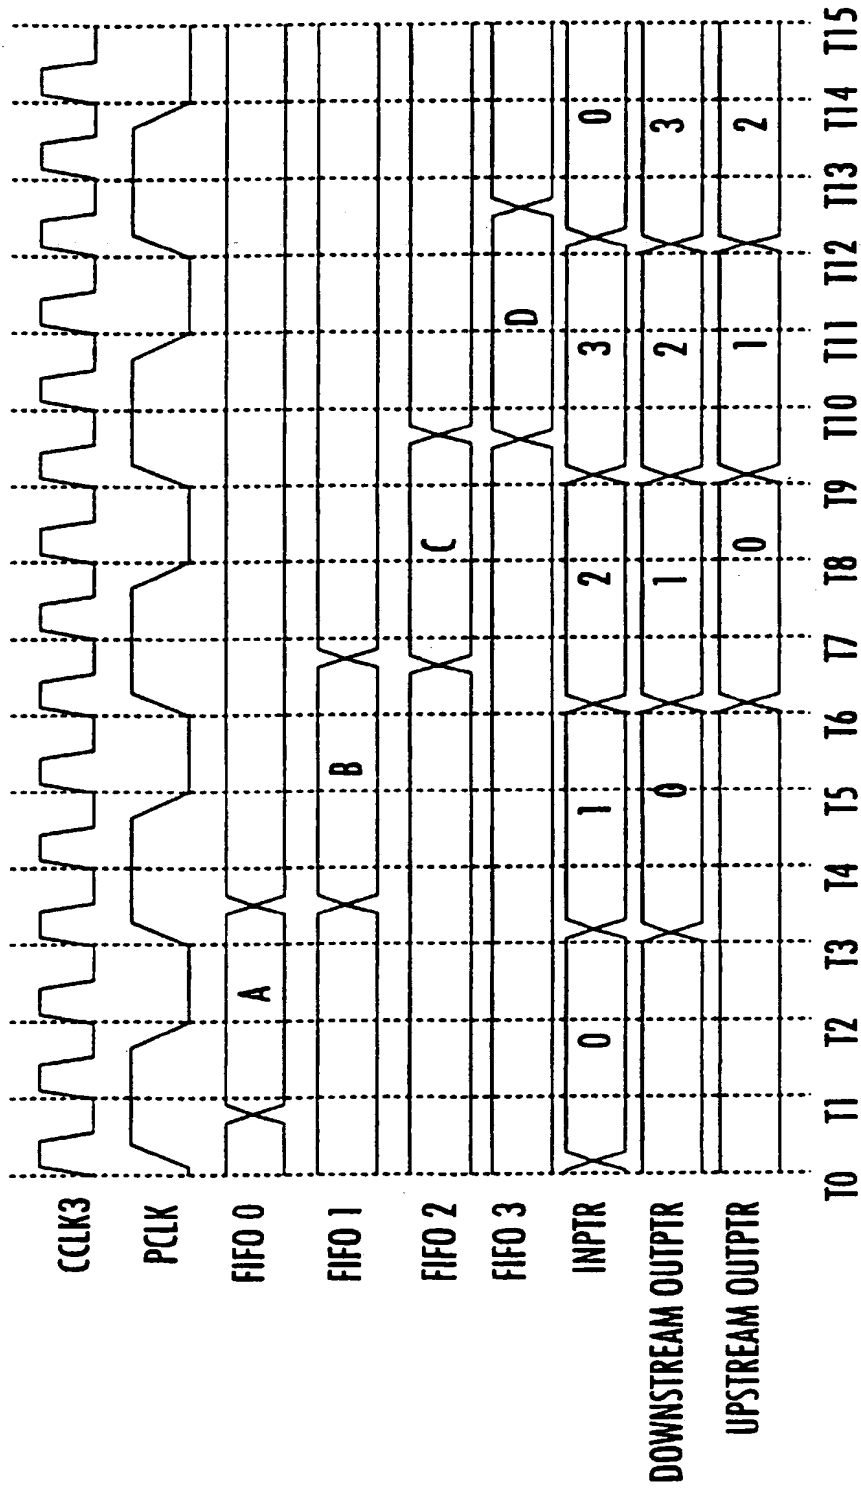 CCLK3
PCLK
FIFO 0 A
FIFO 1 B
FIFO 2 C
FIFO 3 D
INPTR 0 1 2 3 0
DOWNSTREAM OUTPTR 0 1 2 3
UPSTREAM OUTPTR 0 1 2
T0 T1 T2 T3 T4 T5 T6 T7 T8 T9 T10 T11 T12 T13 T14 T15